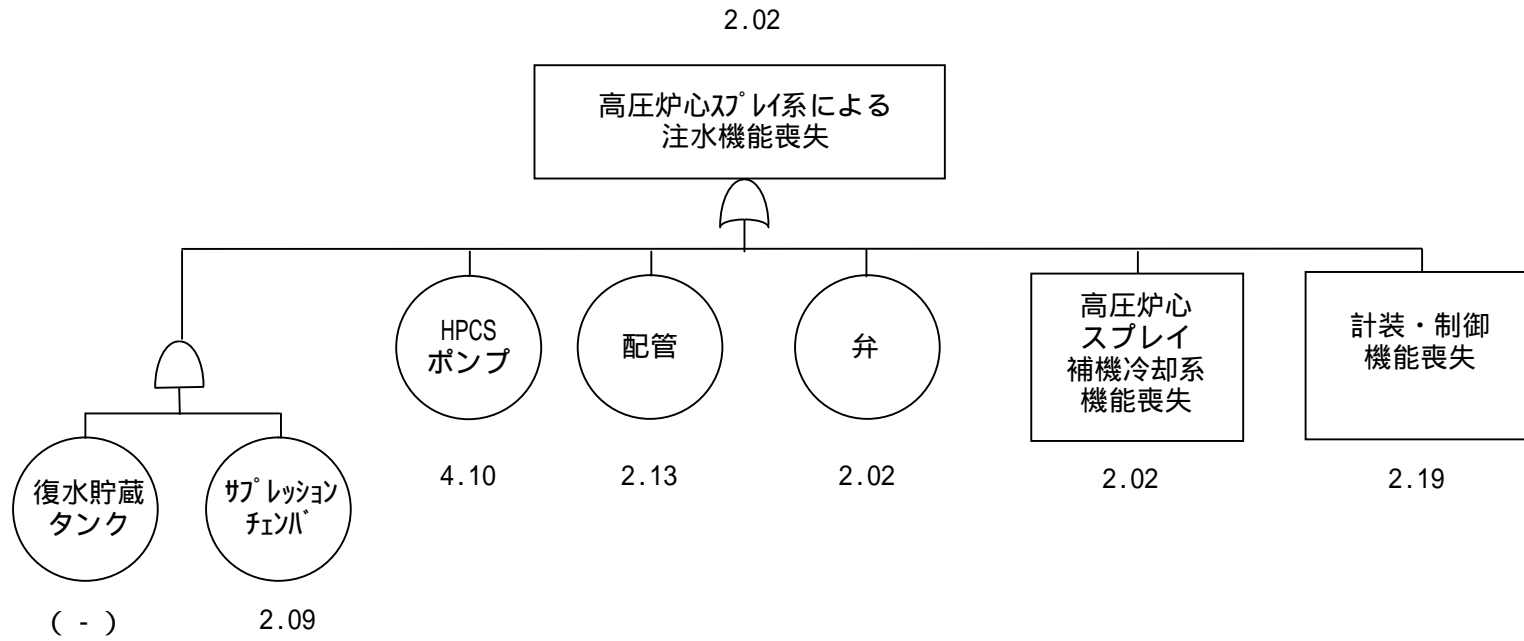 2.02
高圧炉心ｽﾌﾟﾚｲ系による
注水機能喪失
HPCS
ポンプ
配管
弁
高圧炉心
スプレイ
補機冷却系
機能喪失
計装・制御
機能喪失
復水貯蔵
タンク
ｻﾌﾟﾚｯｼｮﾝ
ﾁｪﾝﾊﾞ
4.10
2.13
2.02
2.02
2.19
( - )
2.09